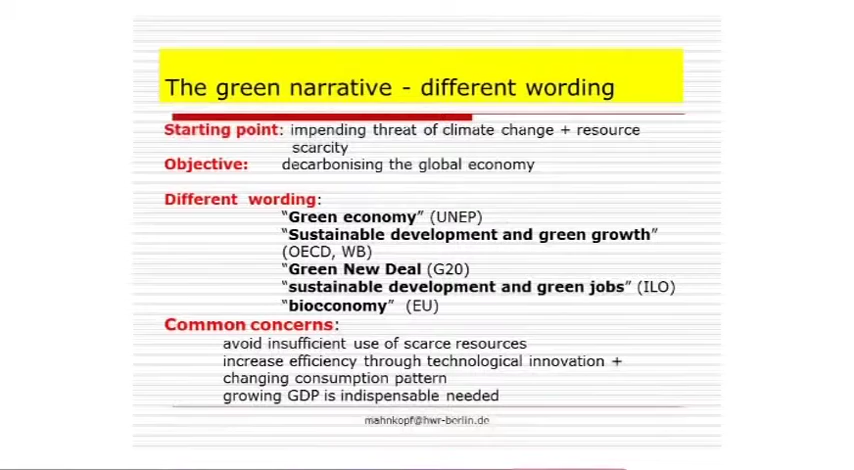 The green narrative - different wording
Starting point: impending threat of climate change + resource
scarcity
Objective: decarbonising the global economy
Different wording:
“Green economy” (UNEP)
“Sustainable development and green growth”
(OECD, WB)
“Green New Deal (G20)
“sustainable development and green jobs” (ILO)
“bioeconomy” (EU)
Common concerns:
avoid insufficient use of scarce resources
increase efficiency through technological innovation +
changing consumption pattern
growing GDP is indispensable needed
mahnkopf@hwr-berlin.de